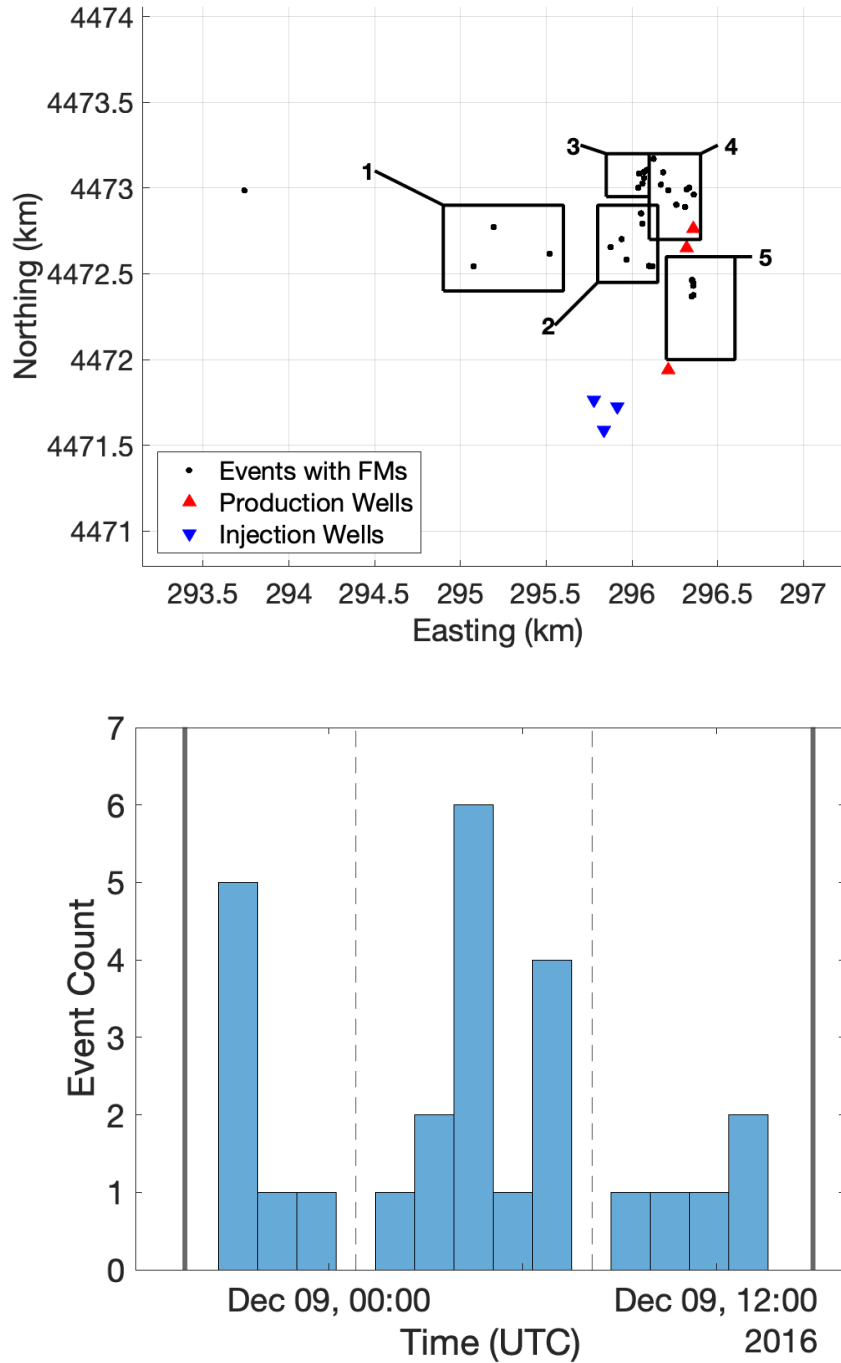 4474
4473.5
4473
4472.5
4472
4471.5
4471
Northing (km)
1
2
3
4
5
Events with FMs
Production Wells
Injection Wells
293.5 294 294.5 295 295.5 296 296.5 297
Easting (km)
7
6
5
4
3
2
1
0
Event Count
Dec 09, 00:00 Dec 09, 12:00
Time (UTC) 2016